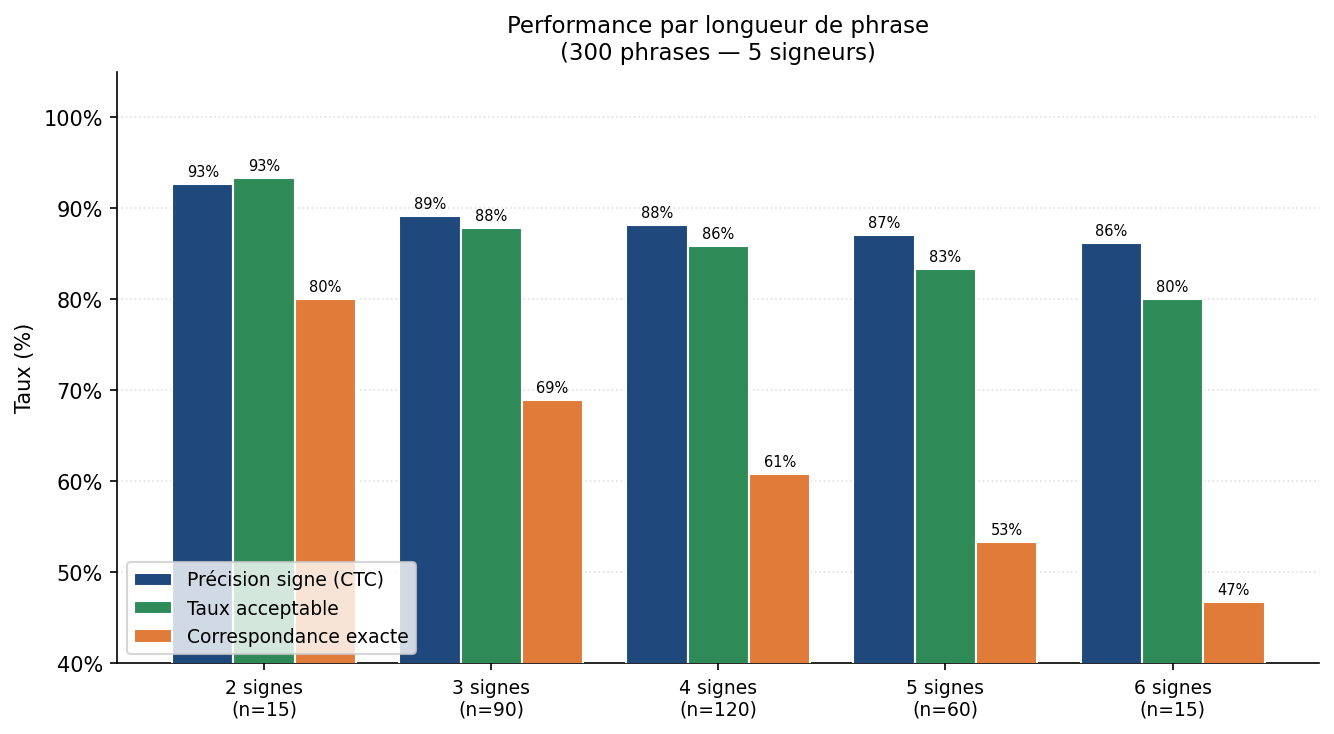 Performance par longueur de phrase
(300 phrases — 5 signeurs)
Taux (%)
100%
90%
80%
70%
60%
50%
40%
93%
93%
80%
89%
88%
69%
88%
86%
61%
87%
83%
53%
86%
80%
47%
Précision signe (CTC)
Taux acceptable
Correspondance exacte
2 signes
(n=15)
3 signes
(n=90)
4 signes
(n=120)
5 signes
(n=60)
6 signes
(n=15)